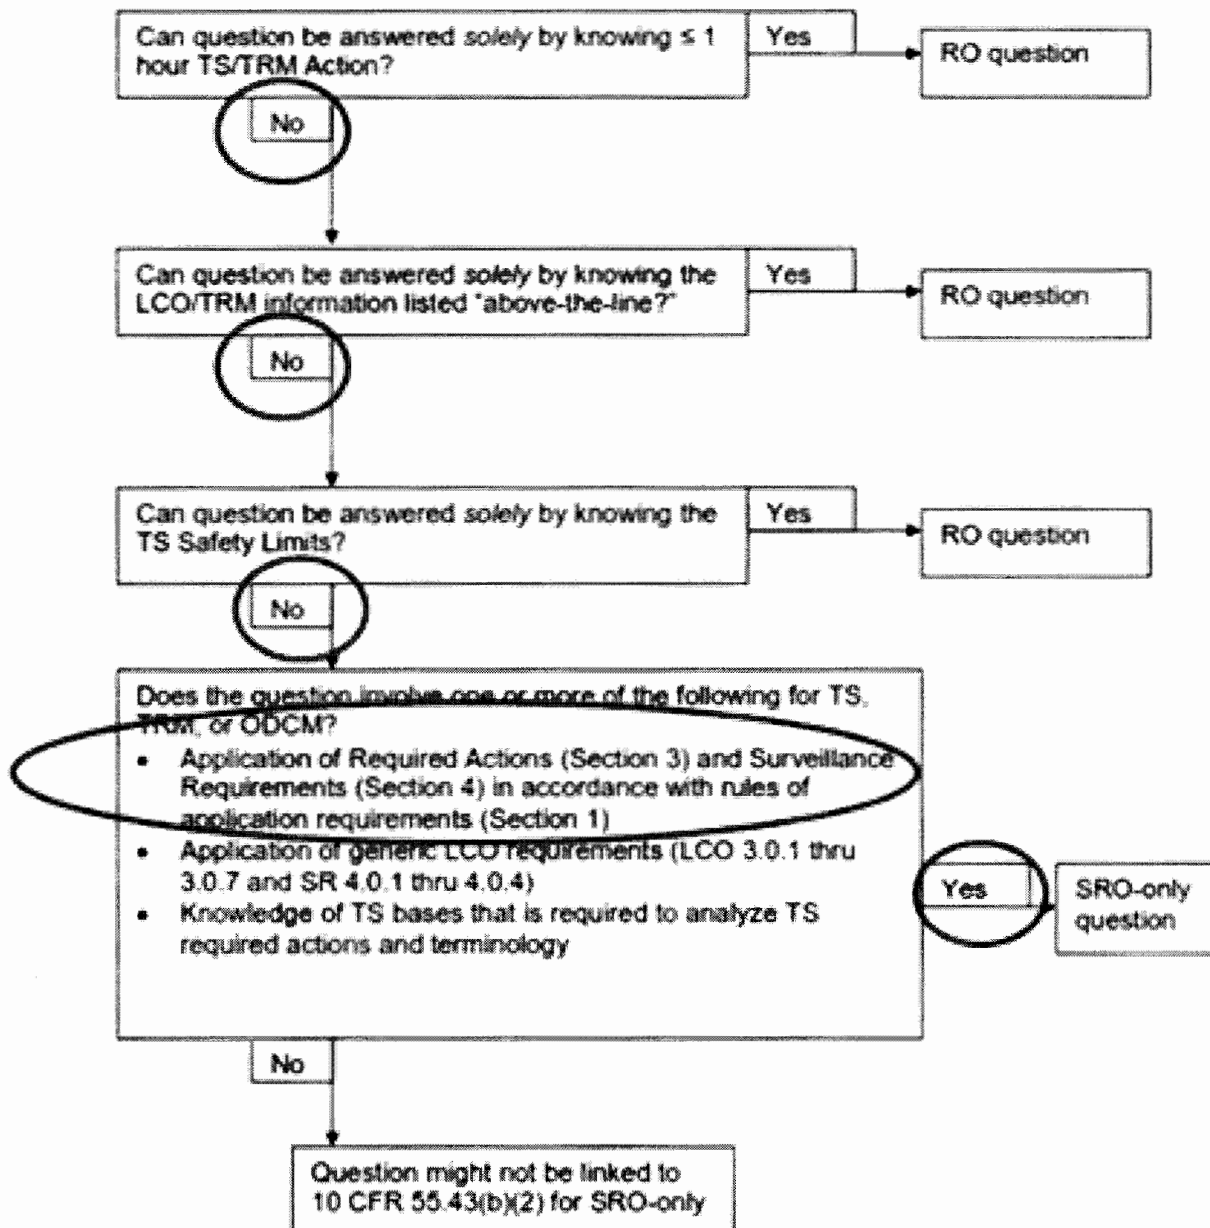 Can question be answered solely by knowing ≤ 1
hour TS/TRM Action?
Yes
RO question
No
Can question be answered solely by knowing the
LCO/TRM information listed "above-the-line?"
Yes
RO question
No
Can question be answered solely by knowing the
TS Safety Limits?
Yes
RO question
No
Does the question involve one or more of the following for TS,
TRM, or ODCM?
• Application of Required Actions (Section 3) and Surveillance
Requirements (Section 4) in accordance with rules of
application requirements (Section 1)
• Application of generic LCO requirements (LCO 3.0.1 thru
3.0.7 and SR 4.0.1 thru 4.0.4)
• Knowledge of TS bases that is required to analyze TS
required actions and terminology
Yes
SRO-only
question
No
Question might not be linked to
10 CFR 55.43(b)(2) for SRO-only